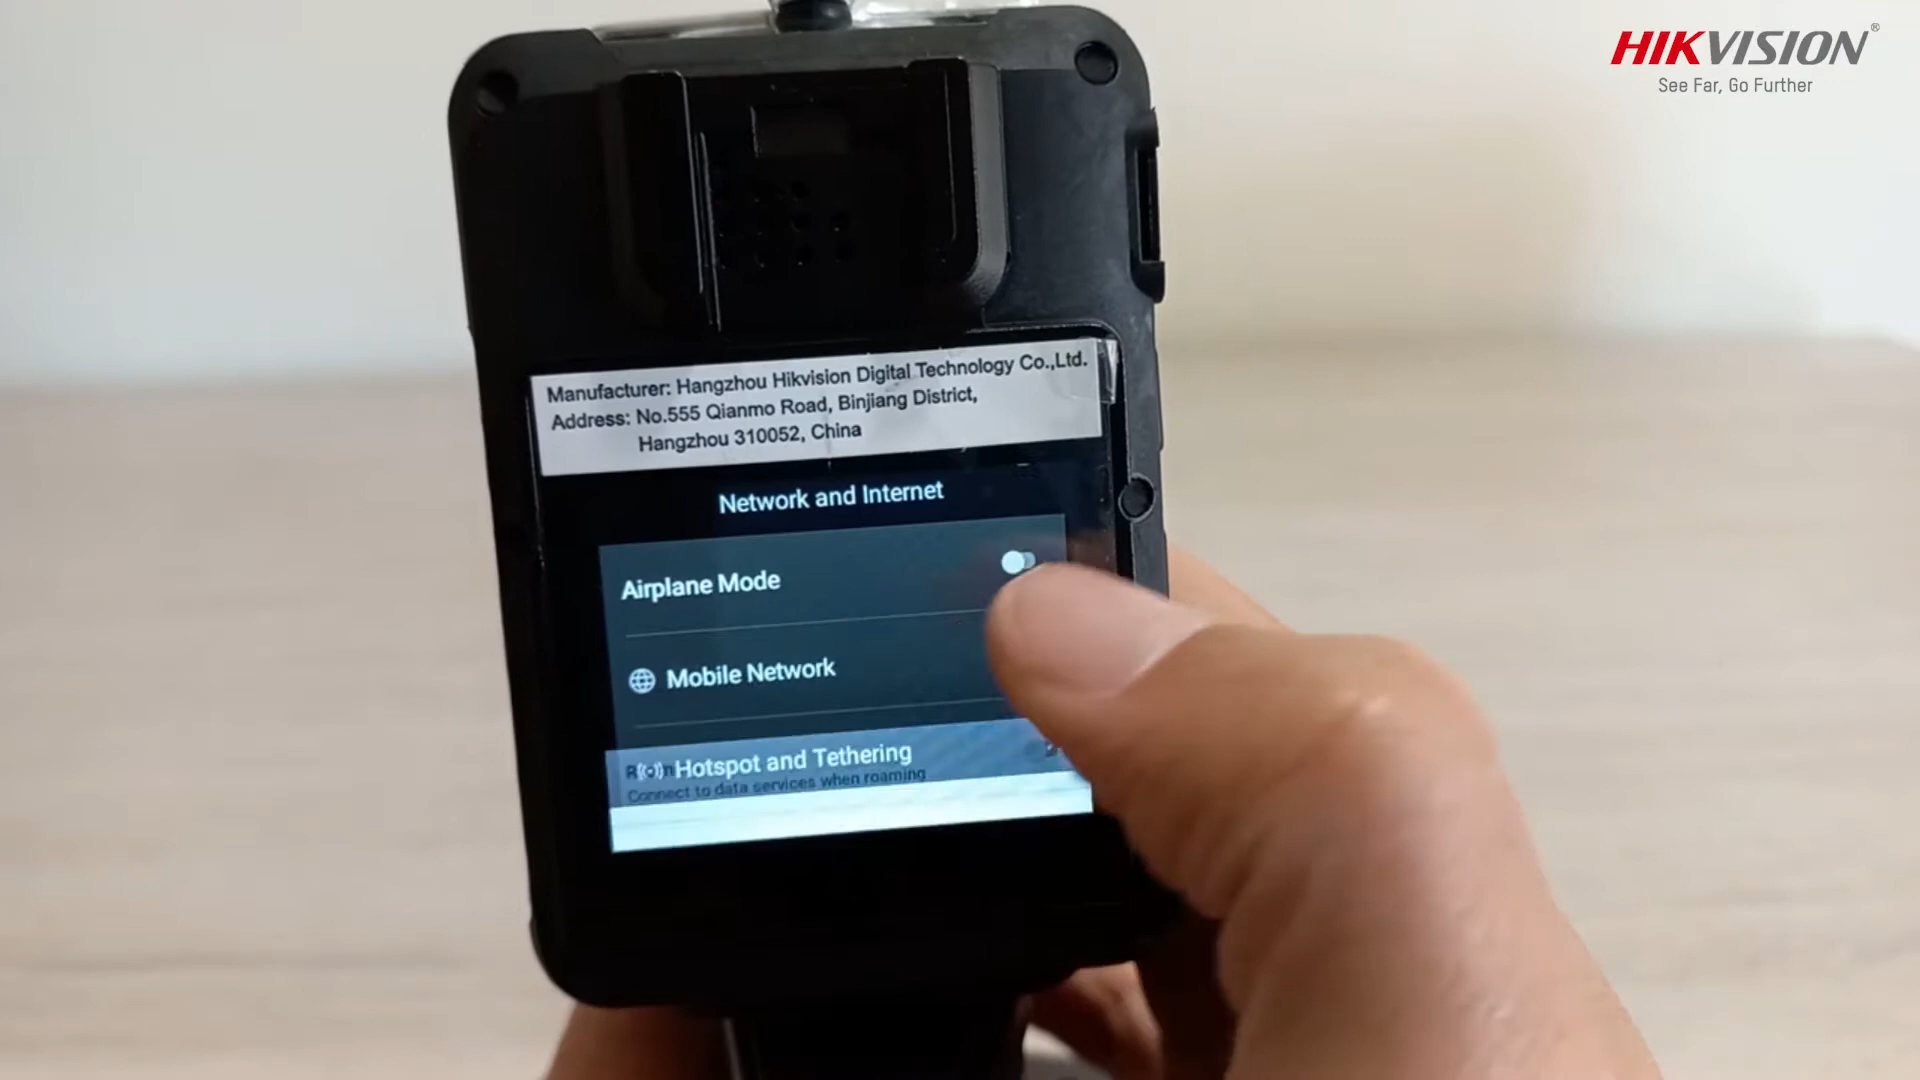 HIKVISION®
See Far, Go Further
Manufacturer: Hangzhou Hikvision Digital Technology Co.,Ltd.
Address: No.555 Qianmo Road, Binjiang District,
Hangzhou 310052, China
Network and Internet
Airplane Mode
Mobile Network
Hotspot and Tethering
Connect to data services when roaming